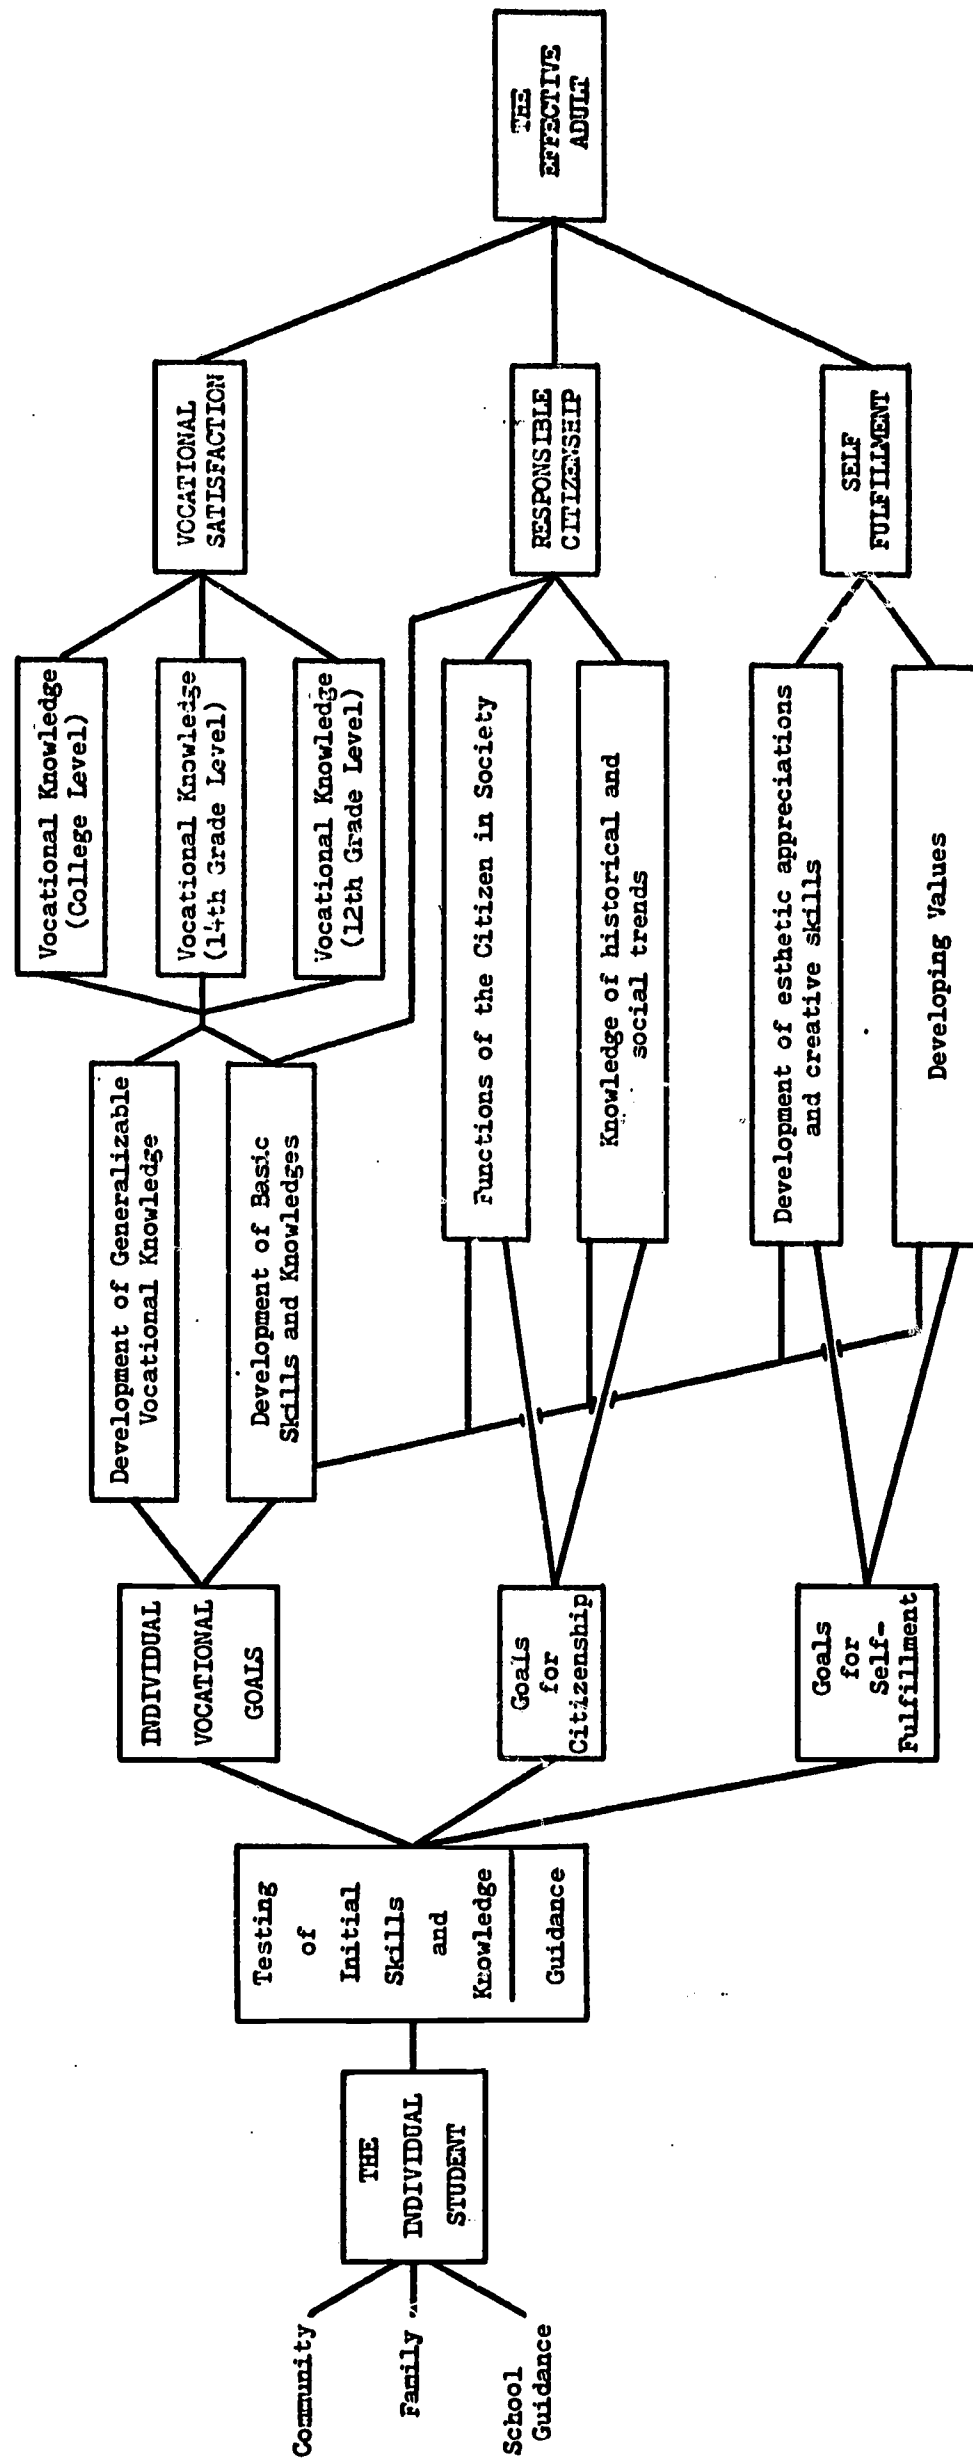 Community
Family
School
Guidance
THE
INDIVIDUAL
STUDENT
Testing
of
Initial
Skills
and
Knowledge
Guidance
INDIVIDUAL
VOCATIONAL
GOALS
Goals
for
Citizenship
Goals
for
Self-
Fulfillment
Development of Generalizable
Vocational Knowledge
Development of Basic
Skills and Knowledges
Vocational Knowledge
(College Level)
Vocational Knowledge
(14th Grade Level)
Vocational Knowledge
(12th Grade Level)
Functions of the Citizen in Society
Knowledge of historical and
social trends
Development of esthetic appreciations
and creative skills
Developing Values
VOCATIONAL
SATISFACTION
RESPONSIBLE
CITIZENSHIP
SELF
FULFILLMENT
THE
EFFECTIVE
ADULT